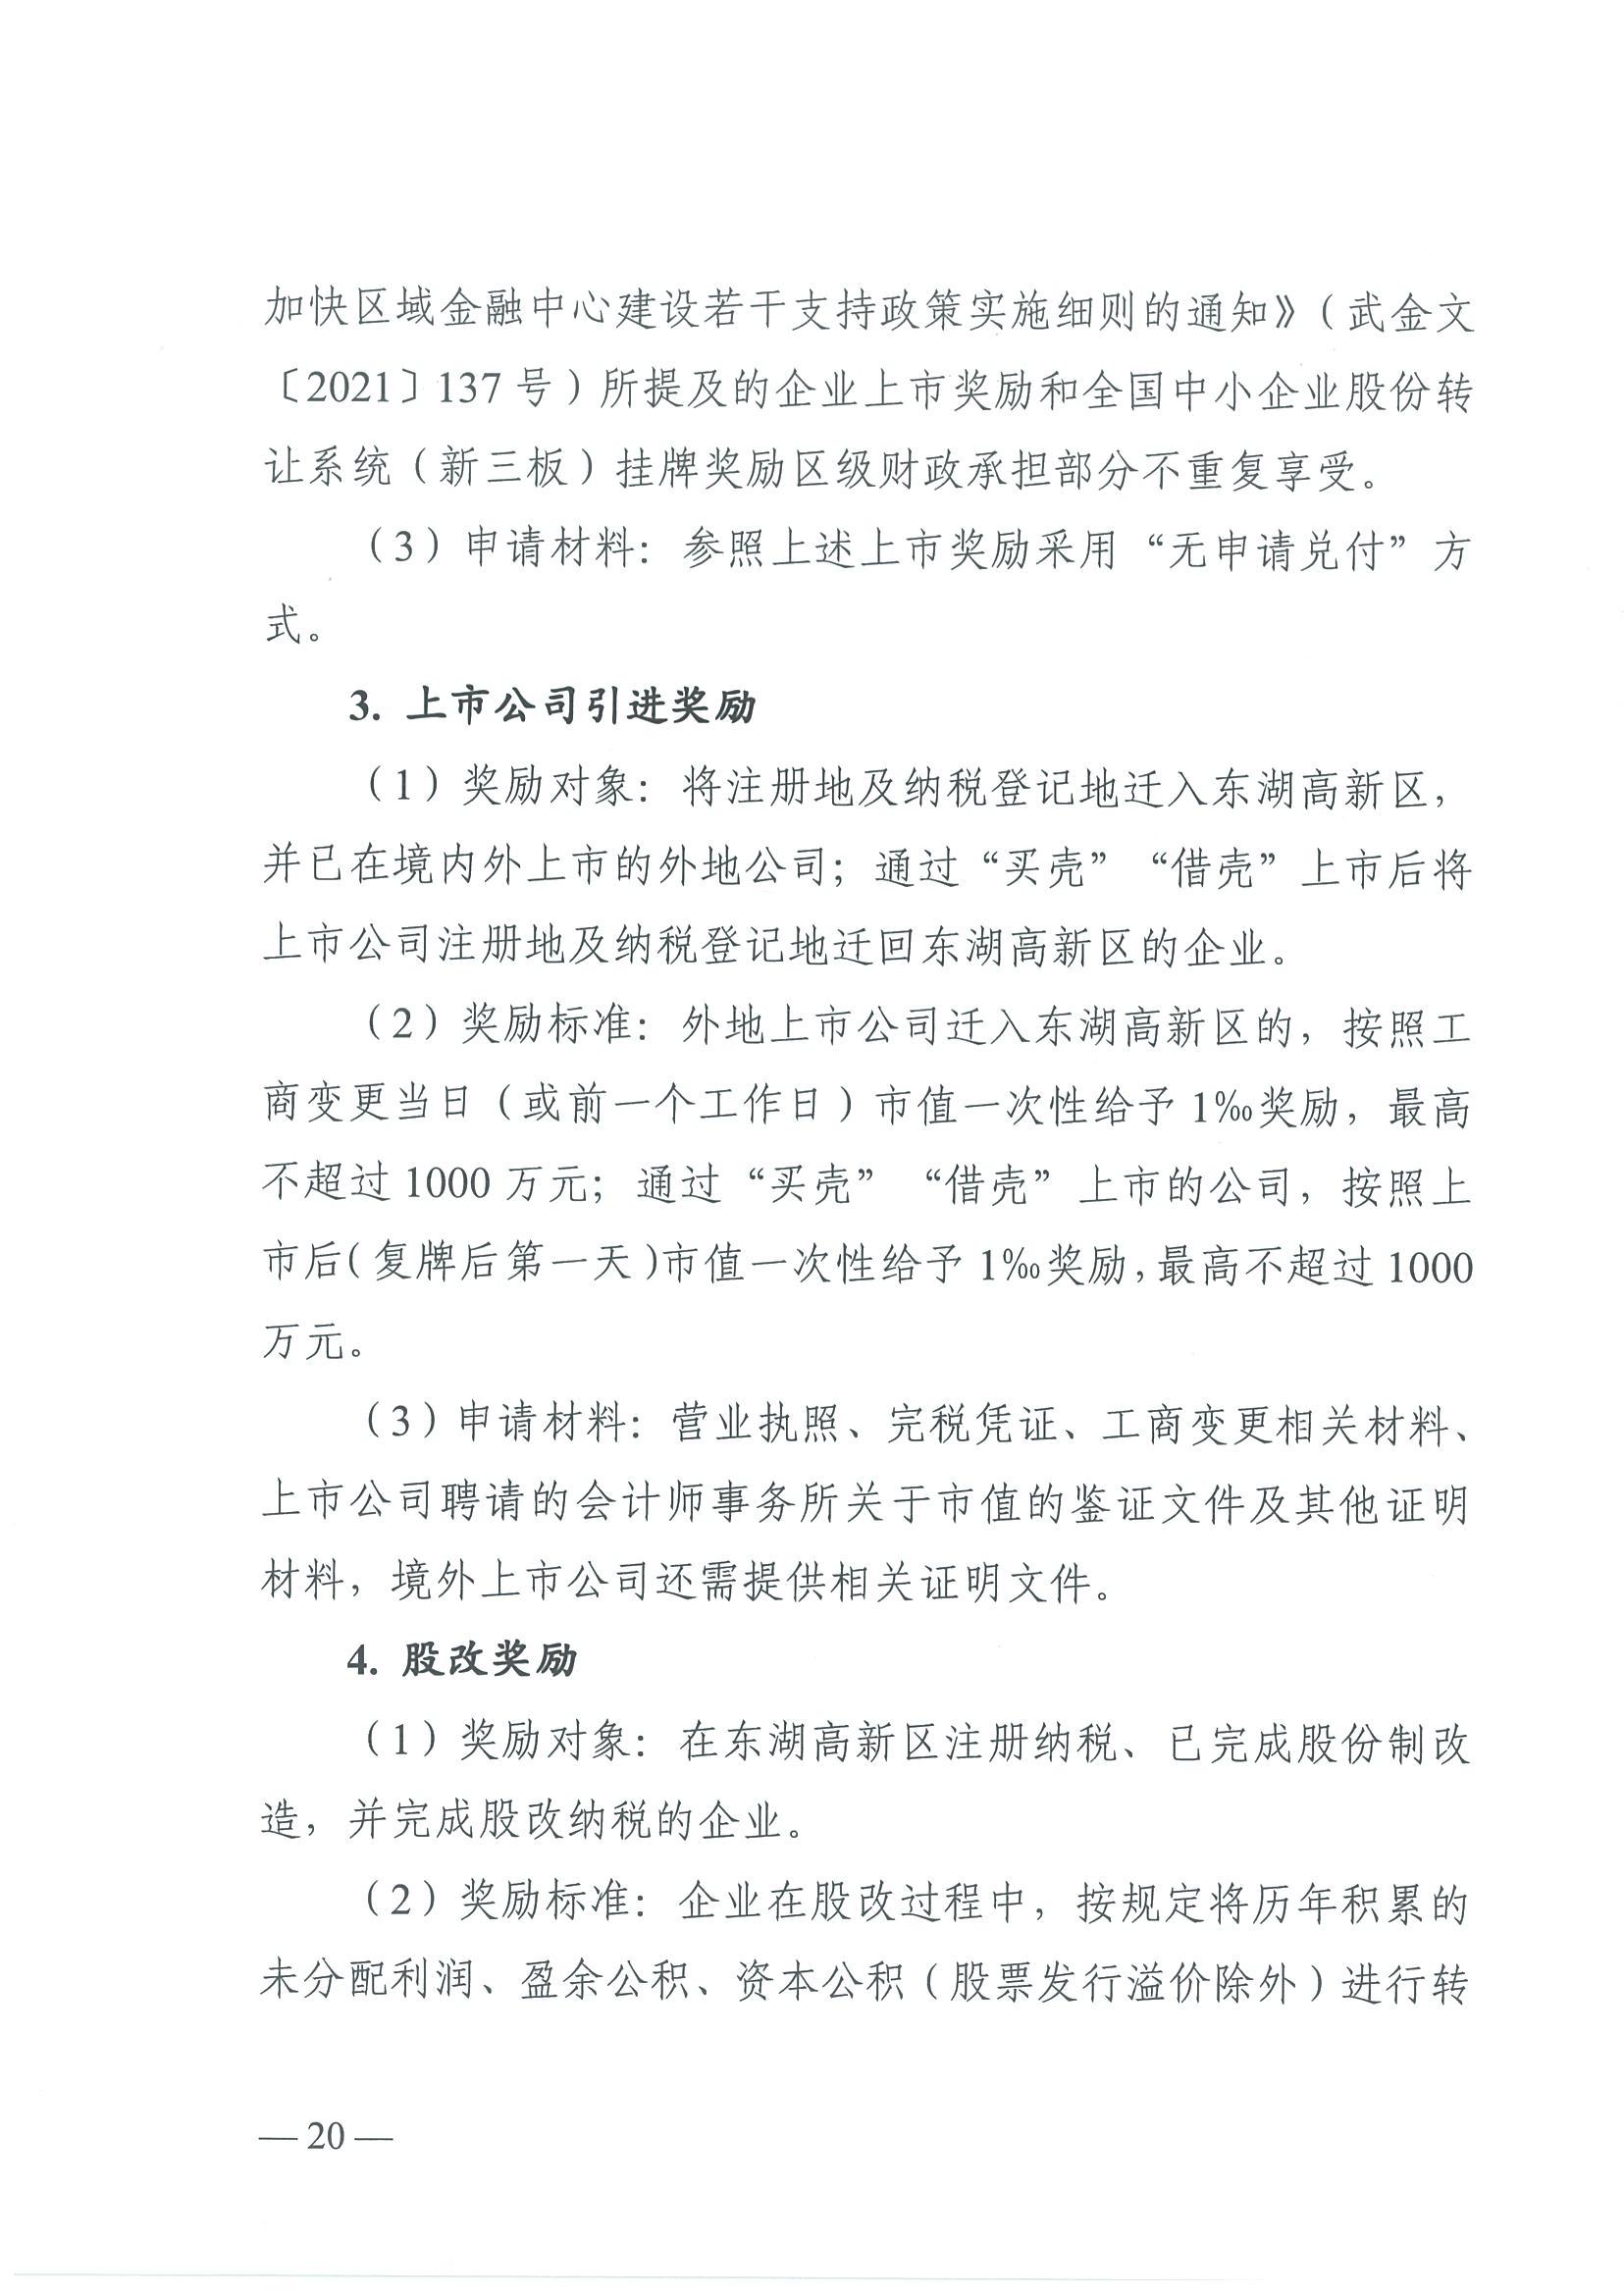 加快区域金融中心建设若干支持政策实施细则的通知》（武金文
〔2021〕137 号）所提及的企业上市奖励和全国中小企业股份转
让系统（新三板）挂牌奖励区级财政承担部分不重复享受。
（3）申请材料：参照上述上市奖励采用“无申请兑付”方
式。
3. 上市公司引进奖励
（1）奖励对象：将注册地及纳税登记地迁入东湖高新区，
并已在境内外上市的外地公司；通过“买壳”“借壳”上市后将
上市公司注册地及纳税登记地迁回东湖高新区的企业。
（2）奖励标准：外地上市公司迁入东湖高新区的，按照工
商变更当日（或前一个工作日）市值一次性给予 1‰奖励，最高
不超过 1000 万元；通过“买壳”“借壳”上市的公司，按照上
市后(复牌后第一天)市值一次性给予 1‰奖励，最高不超过 1000
万元。
（3）申请材料：营业执照、完税凭证、工商变更相关材料、
上市公司聘请的会计师事务所关于市值的鉴证文件及其他证明
材料，境外上市公司还需提供相关证明文件。
4. 股改奖励
（1）奖励对象：在东湖高新区注册纳税、已完成股份制改
造，并完成股改纳税的企业。
（2）奖励标准：企业在股改过程中，按规定将历年积累的
未分配利润、盈余公积、资本公积（股票发行溢价除外）进行转
— 20 —